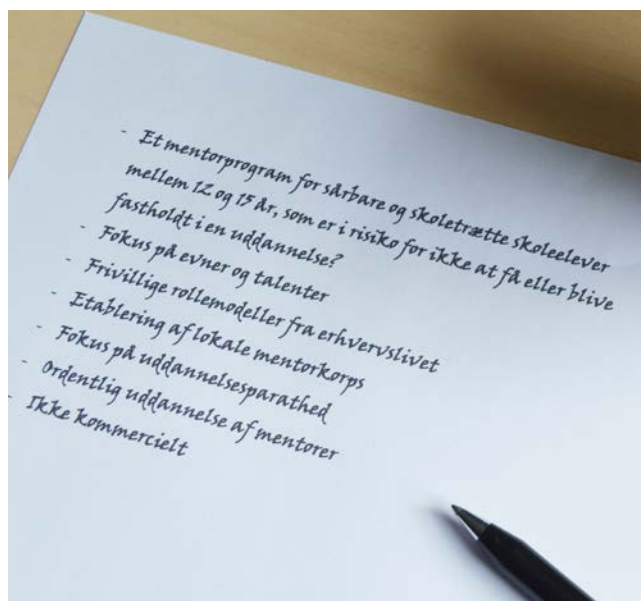 - Et mentorprogram for sårbare og skoletrætte skoleelever
mellem 12 og 15 år, som er i risiko for ikke at få eller blive
fastholdt i en uddannelse?
- Fokus på evner og talenter
- Frivillige rollemodeller fra erhvervslivet
- Etablering af lokale mentorkorps
- Fokus på uddannelsesparathed
- Ordentlig uddannelse af mentorer
- Ikke kommercielt